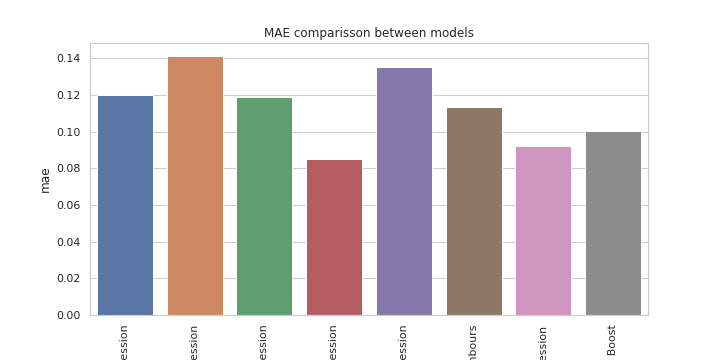 MAE comparisson between models
0.14
0.12
0.10
0.08
0.06
0.04
0.02
0.00
mae
ession
ession
ession
ession
ession
nbours
ession
Boost